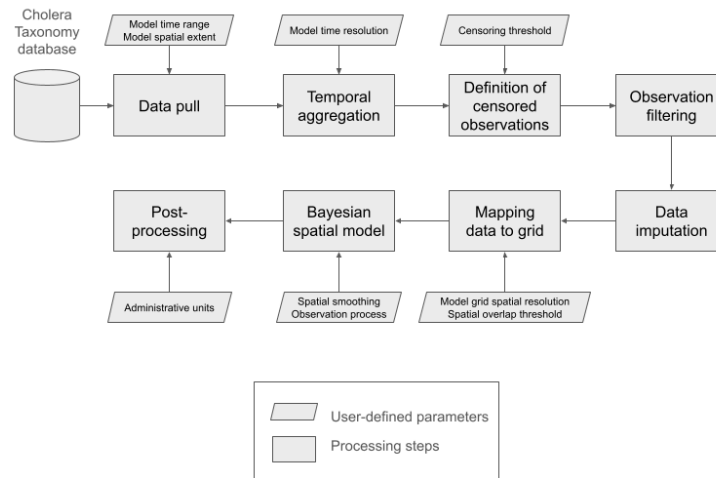 Cholera
Taxonomy
database
Model time range
Model spatial extent
Model time resolution
Censoring threshold
Data pull
Temporal
aggregation
Definition of
censored
observations
Observation
filtering
Post-
processing
Bayesian
spatial model
Mapping
data to grid
Data
imputation
Administrative units
Spatial smoothing
Observation process
Model grid spatial resolution
Spatial overlap threshold
User-defined parameters
Processing steps